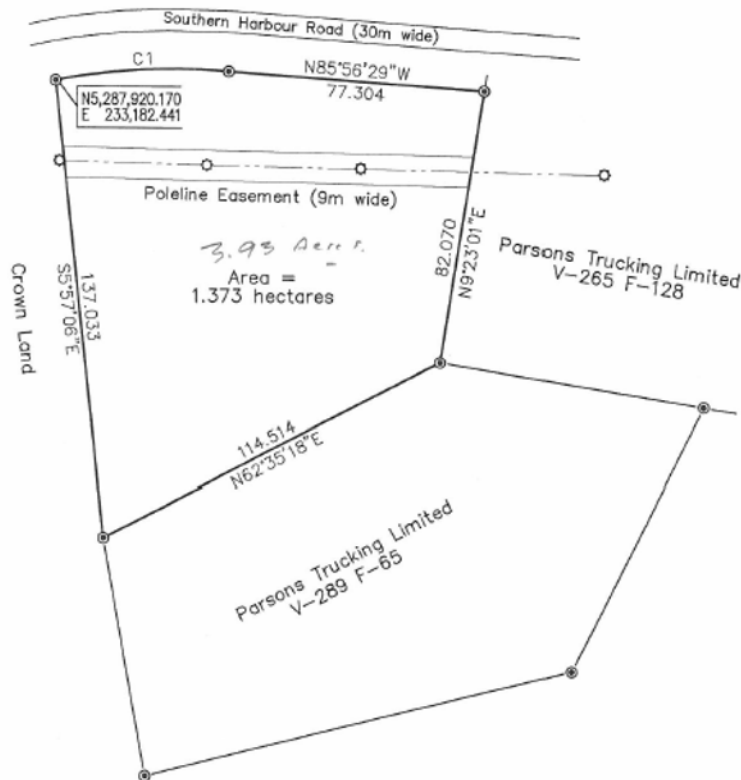 Southern Harbour Road (30m wide)
C1
N85°56'29"W
77.304
N5,287,920.170
E 233,182.441
Poleline Easement (9m wide)
3.93 Acres.
Area =
1.373 hectares
82.070
N9°23'01"E
Parsons Trucking Limited
V-265 F-128
Crown Land
137.033
S5°57'06"E
114.514
N62°35'18"E
Parsons Trucking Limited
V-289 F-65